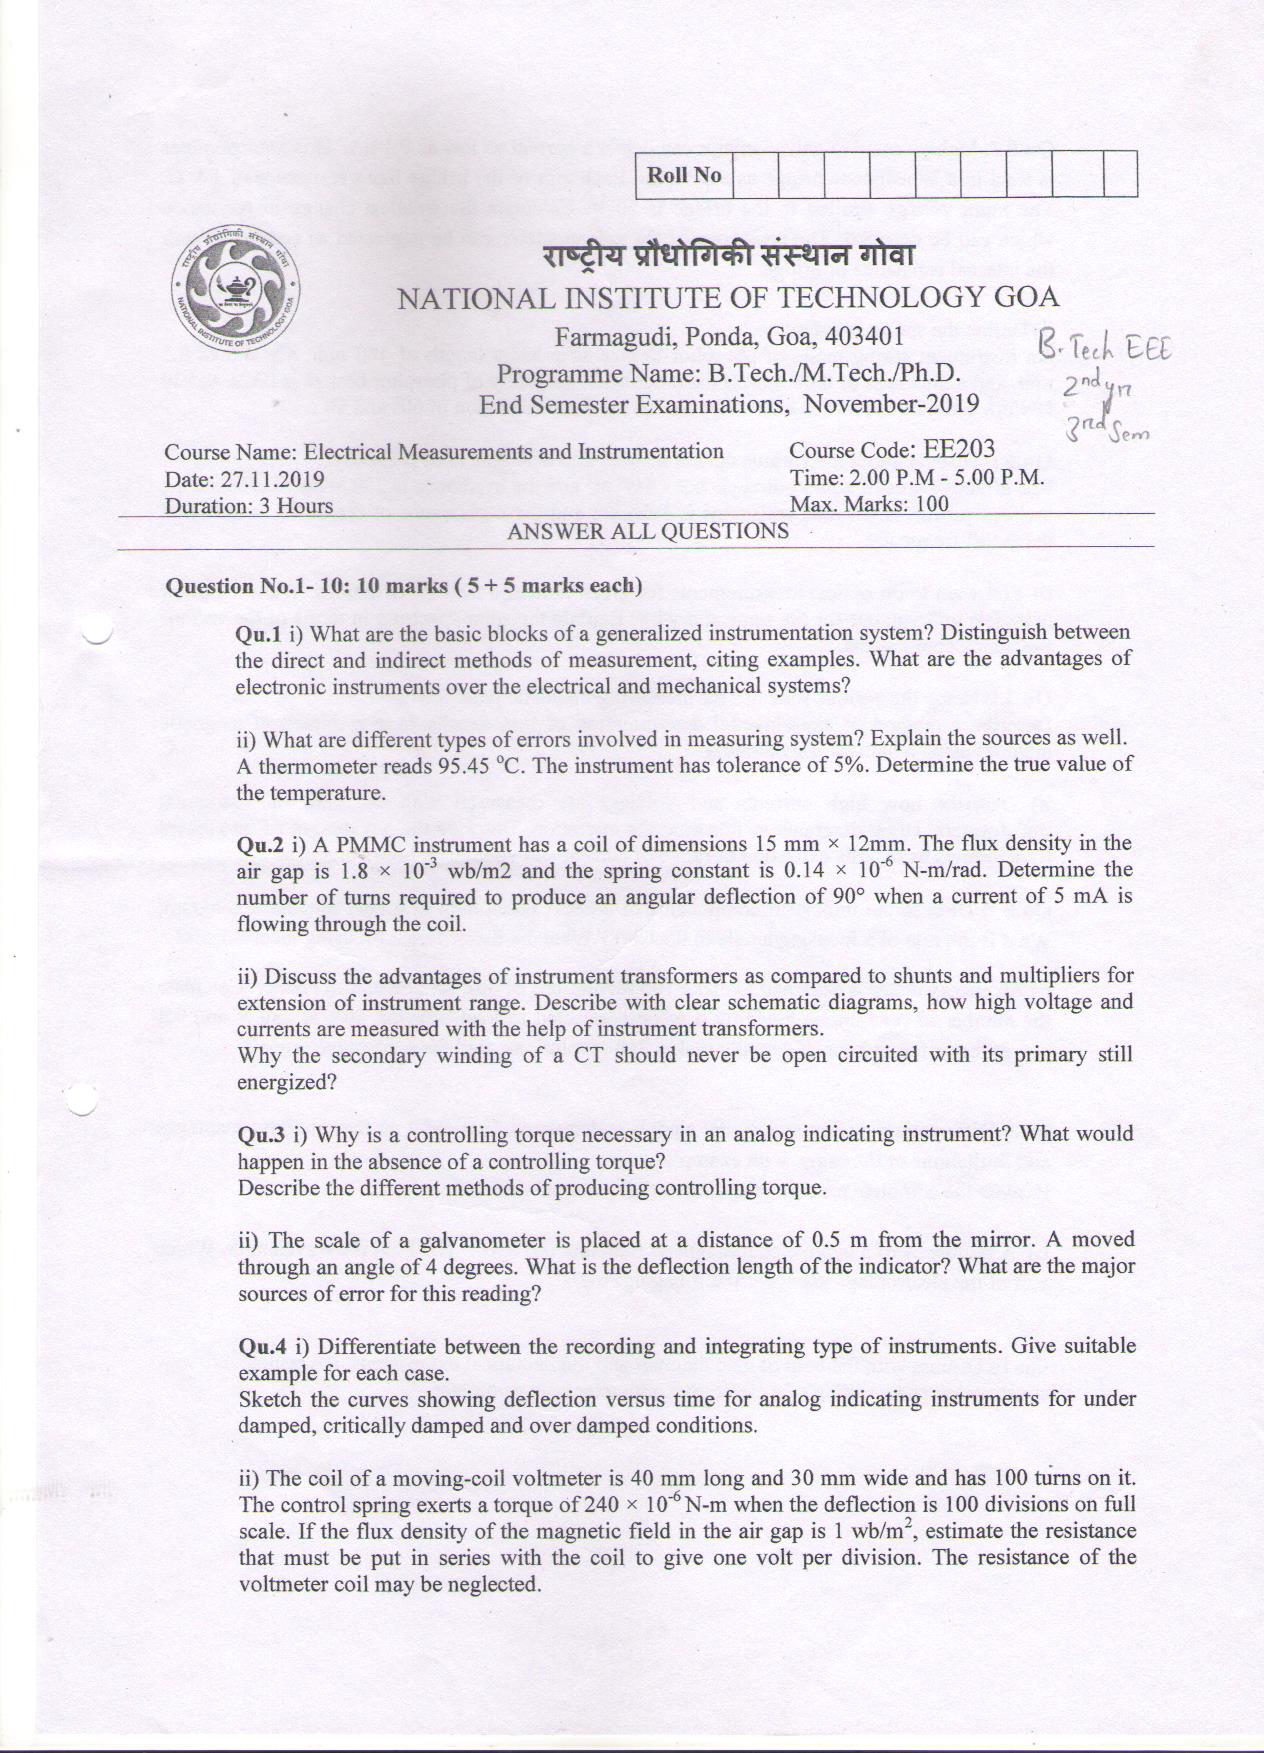 Roll No
राष्ट्रीय प्रौधोगिकी संस्थान गोवा
NATIONAL INSTITUTE OF TECHNOLOGY GOA
Farmagudi, Ponda, Goa, 403401
Programme Name: B.Tech./M.Tech./Ph.D.
End Semester Examinations, November-2019
B.Tech EEE
2nd yr
3rd Sem
राष्ट्रीय प्रौधोगिकी संस्थान गोवा
NATIONAL INSTITUTE OF TECHNOLOGY GOA
Course Name: Electrical Measurements and Instrumentation
Course Code: EE203
Date: 27.11.2019
Time: 2.00 P.M - 5.00 P.M.
Duration: 3 Hours
Max. Marks: 100
ANSWER ALL QUESTIONS
Question No.1- 10: 10 marks ( 5 + 5 marks each)
Qu.1 i) What are the basic blocks of a generalized instrumentation system? Distinguish between
the direct and indirect methods of measurement, citing examples. What are the advantages of
electronic instruments over the electrical and mechanical systems?
ii) What are different types of errors involved in measuring system? Explain the sources as well.
A thermometer reads 95.45 °C. The instrument has tolerance of 5%. Determine the true value of
the temperature.
Qu.2 i) A PMMC instrument has a coil of dimensions 15 mm × 12mm. The flux density in the
air gap is 1.8 × 10⁻³ wb/m2 and the spring constant is 0.14 × 10⁻⁶ N-m/rad. Determine the
number of turns required to produce an angular deflection of 90° when a current of 5 mA is
flowing through the coil.
ii) Discuss the advantages of instrument transformers as compared to shunts and multipliers for
extension of instrument range. Describe with clear schematic diagrams, how high voltage and
currents are measured with the help of instrument transformers.
Why the secondary winding of a CT should never be open circuited with its primary still
energized?
Qu.3 i) Why is a controlling torque necessary in an analog indicating instrument? What would
happen in the absence of a controlling torque?
Describe the different methods of producing controlling torque.
ii) The scale of a galvanometer is placed at a distance of 0.5 m from the mirror. A moved
through an angle of 4 degrees. What is the deflection length of the indicator? What are the major
sources of error for this reading?
Qu.4 i) Differentiate between the recording and integrating type of instruments. Give suitable
example for each case.
Sketch the curves showing deflection versus time for analog indicating instruments for under
damped, critically damped and over damped conditions.
ii) The coil of a moving-coil voltmeter is 40 mm long and 30 mm wide and has 100 turns on it.
The control spring exerts a torque of 240 × 10⁻⁶ N-m when the deflection is 100 divisions on full
scale. If the flux density of the magnetic field in the air gap is 1 wb/m², estimate the resistance
that must be put in series with the coil to give one volt per division. The resistance of the
voltmeter coil may be neglected.